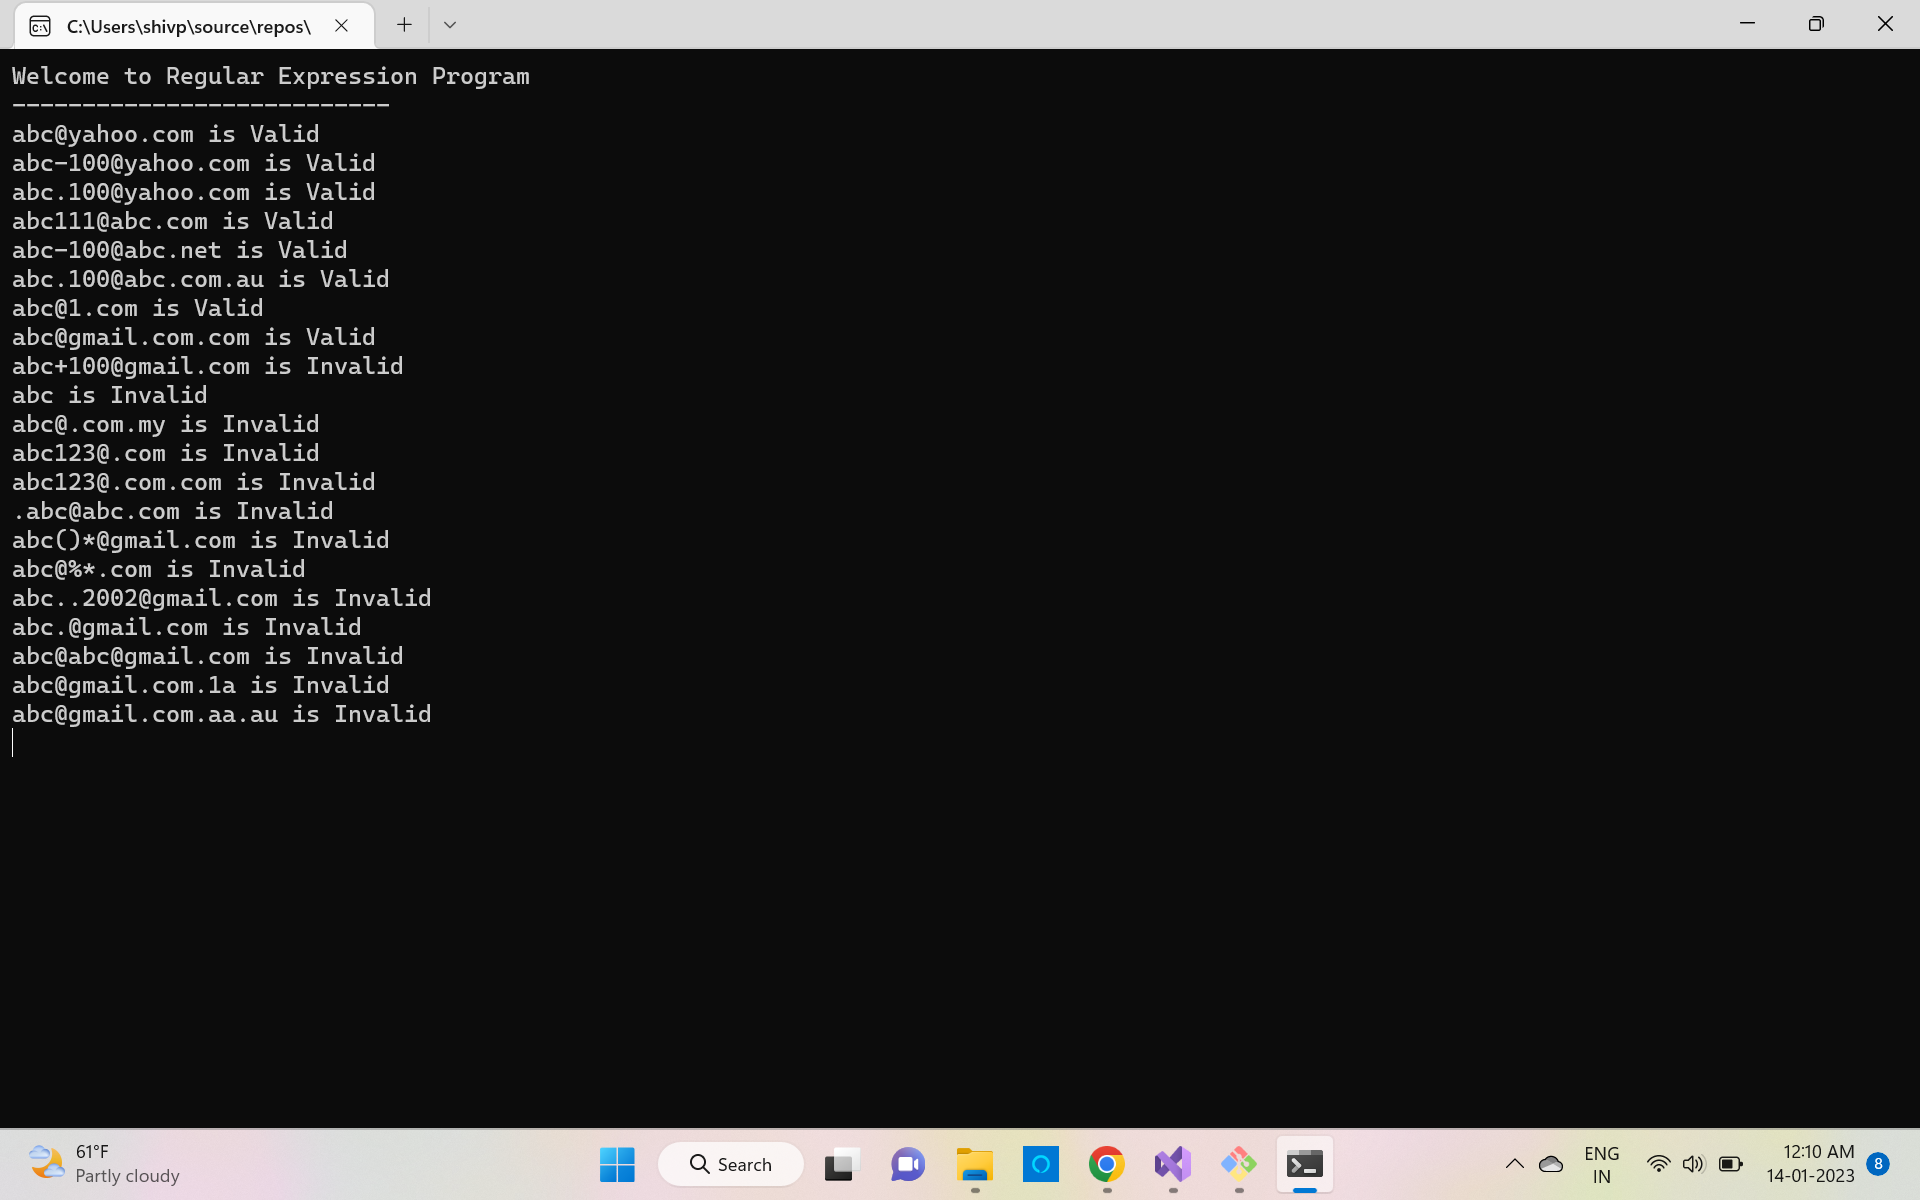 C:\Users\shivp\source\repos\
Welcome to Regular Expression Program
---------------------------
abc@yahoo.com is Valid
abc-100@yahoo.com is Valid
abc.100@yahoo.com is Valid
abc111@abc.com is Valid
abc-100@abc.net is Valid
abc.100@abc.com.au is Valid
abc@1.com is Valid
abc@gmail.com.com is Valid
abc+100@gmail.com is Invalid
abc is Invalid
abc@.com.my is Invalid
abc123@.com is Invalid
abc123@.com.com is Invalid
.abc@abc.com is Invalid
abc()*@gmail.com is Invalid
abc@%*.com is Invalid
abc..2002@gmail.com is Invalid
abc.@gmail.com is Invalid
abc@abc@gmail.com is Invalid
abc@gmail.com.1a is Invalid
abc@gmail.com.aa.au is Invalid
61°F
Partly cloudy
Search
ENG
IN
12:10 AM
14-01-2023
8